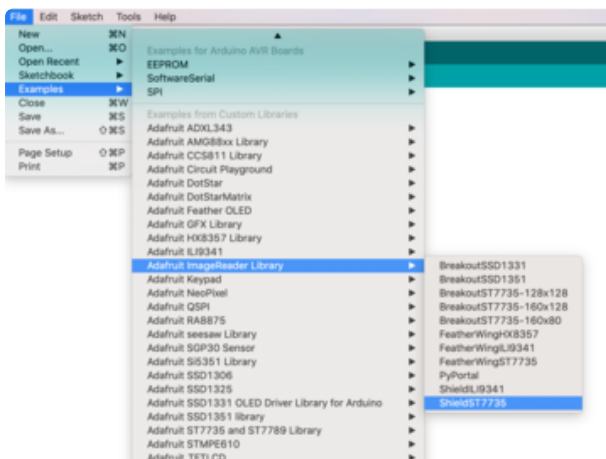 File Edit Sketch Tools Help
New ⌘N
Open... ⌘O
Open Recent ▶
Sketchbook ▶
Examples ▶
Close ⌘W
Save ⌘S
Save As... ⇧⌘S
Page Setup ⇧⌘P
Print ⌘P
▲
Examples for Arduino AVR Boards
EEPROM ▶
SoftwareSerial ▶
SPI ▶
Examples from Custom Libraries
Adafruit ADXL343 ▶
Adafruit AMG88xx Library ▶
Adafruit CCS811 Library ▶
Adafruit Circuit Playground ▶
Adafruit DotStar ▶
Adafruit DotStarMatrix ▶
Adafruit Feather OLED ▶
Adafruit GFX Library ▶
Adafruit HX8357 Library ▶
Adafruit ILI9341 ▶
Adafruit ImageReader Library ▶
Adafruit Keypad ▶
Adafruit NeoPixel ▶
Adafruit QSPI ▶
Adafruit RA8875 ▶
Adafruit seesaw Library ▶
Adafruit SGP30 Sensor ▶
Adafruit Si5351 Library ▶
Adafruit SSD1306 ▶
Adafruit SSD1325 ▶
Adafruit SSD1331 OLED Driver Library for Arduino ▶
Adafruit SSD1351 library ▶
Adafruit ST7735 and ST7789 Library ▶
Adafruit STMPE610 ▶
Adafruit TFTLCD ▶
BreakoutSSD1331
BreakoutSSD1351
BreakoutST7735-128x128
BreakoutST7735-160x128
BreakoutST7735-160x80
FeatherWingHX8357
FeatherWingILI9341
FeatherWingST7735
PyPortal
ShieldILI9341
ShieldST7735